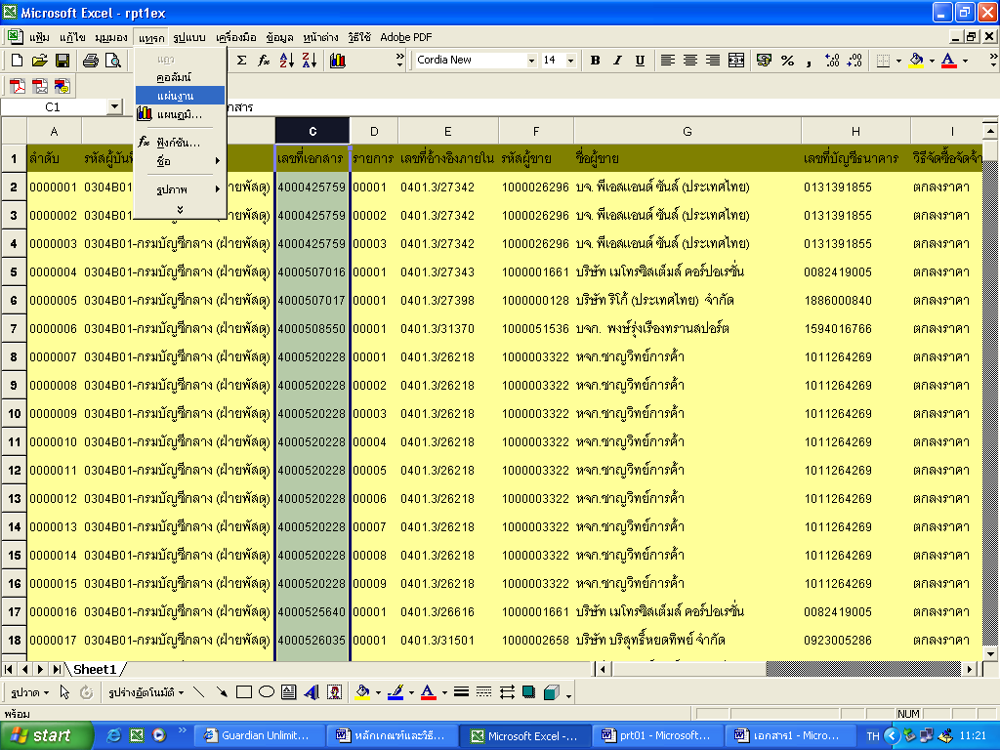 Microsoft Excel - rpt1ex
แฟ้ม แก้ไข มุมมอง แทรก รูปแบบ เครื่องมือ ข้อมูล หน้าต่าง วิธีใช้ Adobe PDF
Cordia New 14 B I U
แถว
คอลัมน์
แผ่นงาน
แผนภูมิ...
ฟังก์ชัน...
ชื่อ
รูปภาพ
C1
A C D E F G H I
1 ลำดับ เลขที่เอกสาร รายการ เลขที่อ้างอิงภายใน รหัสผู้ขาย ชื่อผู้ขาย เลขที่บัญชีธนาคาร วิธีจัดซื้อจัดจ้า
2 0000001 0304B01 ฝ่ายพัสดุ) 4000425759 00001 0401.3/27342 1000026296 บจ. พีเอสแอนด์ ซันส์ (ประเทศไทย) 0131391855 ตกลงราคา
3 0000002 0304B01 ฝ่ายพัสดุ) 4000425759 00002 0401.3/27342 1000026296 บจ. พีเอสแอนด์ ซันส์ (ประเทศไทย) 0131391855 ตกลงราคา
4 0000003 0304B01-กรมบัญชีกลาง (ฝ่ายพัสดุ) 4000425759 00003 0401.3/27342 1000026296 บจ. พีเอสแอนด์ ซันส์ (ประเทศไทย) 0131391855 ตกลงราคา
5 0000004 0304B01-กรมบัญชีกลาง (ฝ่ายพัสดุ) 4000507016 00001 0401.3/27343 1000001661 บริษัท เมโทรซิสเต็มส์ คอร์ปอเรชั่น 0082419005 ตกลงราคา
6 0000005 0304B01-กรมบัญชีกลาง (ฝ่ายพัสดุ) 4000507017 00001 0401.3/27398 1000000128 บริษัท ริโก้ (ประเทศไทย) จำกัด 1886000840 ตกลงราคา
7 0000006 0304B01-กรมบัญชีกลาง (ฝ่ายพัสดุ) 4000508550 00001 0401.3/31370 1000051536 บจก. พงษ์รุ่งเรืองทรานสปอร์ต 1594016766 ตกลงราคา
8 0000007 0304B01-กรมบัญชีกลาง (ฝ่ายพัสดุ) 4000520228 00001 0401.3/26218 1000003322 หจก.ชาญวิทย์การค้า 1011264269 ตกลงราคา
9 0000008 0304B01-กรมบัญชีกลาง (ฝ่ายพัสดุ) 4000520228 00002 0401.3/26218 1000003322 หจก.ชาญวิทย์การค้า 1011264269 ตกลงราคา
10 0000009 0304B01-กรมบัญชีกลาง (ฝ่ายพัสดุ) 4000520228 00003 0401.3/26218 1000003322 หจก.ชาญวิทย์การค้า 1011264269 ตกลงราคา
11 0000010 0304B01-กรมบัญชีกลาง (ฝ่ายพัสดุ) 4000520228 00004 0401.3/26218 1000003322 หจก.ชาญวิทย์การค้า 1011264269 ตกลงราคา
12 0000011 0304B01-กรมบัญชีกลาง (ฝ่ายพัสดุ) 4000520228 00005 0401.3/26218 1000003322 หจก.ชาญวิทย์การค้า 1011264269 ตกลงราคา
13 0000012 0304B01-กรมบัญชีกลาง (ฝ่ายพัสดุ) 4000520228 00006 0401.3/26218 1000003322 หจก.ชาญวิทย์การค้า 1011264269 ตกลงราคา
14 0000013 0304B01-กรมบัญชีกลาง (ฝ่ายพัสดุ) 4000520228 00007 0401.3/26218 1000003322 หจก.ชาญวิทย์การค้า 1011264269 ตกลงราคา
15 0000014 0304B01-กรมบัญชีกลาง (ฝ่ายพัสดุ) 4000520228 00008 0401.3/26218 1000003322 หจก.ชาญวิทย์การค้า 1011264269 ตกลงราคา
16 0000015 0304B01-กรมบัญชีกลาง (ฝ่ายพัสดุ) 4000520228 00009 0401.3/26218 1000003322 หจก.ชาญวิทย์การค้า 1011264269 ตกลงราคา
17 0000016 0304B01-กรมบัญชีกลาง (ฝ่ายพัสดุ) 4000525640 00001 0401.3/26616 1000001661 บริษัท เมโทรซิสเต็มส์ คอร์ปอเรชั่น 0082419005 ตกลงราคา
18 0000017 0304B01-กรมบัญชีกลาง (ฝ่ายพัสดุ) 4000526035 00001 0401.3/31501 1000002658 บริษัท บริสุทธิ์หยดทิพย์ จำกัด 0923005286 ตกลงราคา
Sheet1
รูปวาด รูปร่างอัตโนมัติ
พร้อม NUM
start Guardian Unlimit... หลักเกณฑ์และวิธี... Microsoft Excel -... prt01 - Microsoft... เอกสาร1 - Micro... TH 11:21